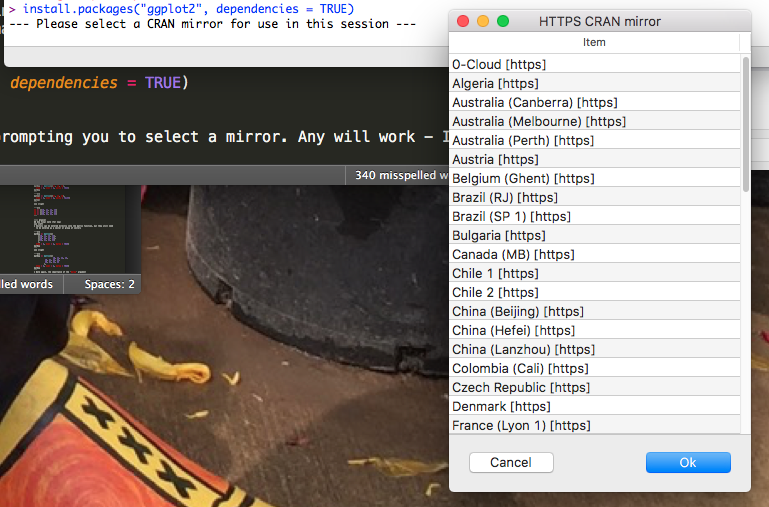 > install.packages("ggplot2", dependencies = TRUE)
--- Please select a CRAN mirror for use in this session ---
dependencies = TRUE)
prompting you to select a mirror. Any will work –
340 misspelled w
lled words
Spaces: 2
HTTPS CRAN mirror
Item
0-Cloud [https]
Algeria [https]
Australia (Canberra) [https]
Australia (Melbourne) [https]
Australia (Perth) [https]
Austria [https]
Belgium (Ghent) [https]
Brazil (RJ) [https]
Brazil (SP 1) [https]
Bulgaria [https]
Canada (MB) [https]
Chile 1 [https]
Chile 2 [https]
China (Beijing) [https]
China (Hefei) [https]
China (Lanzhou) [https]
Colombia (Cali) [https]
Czech Republic [https]
Denmark [https]
France (Lyon 1) [https]
Cancel
Ok